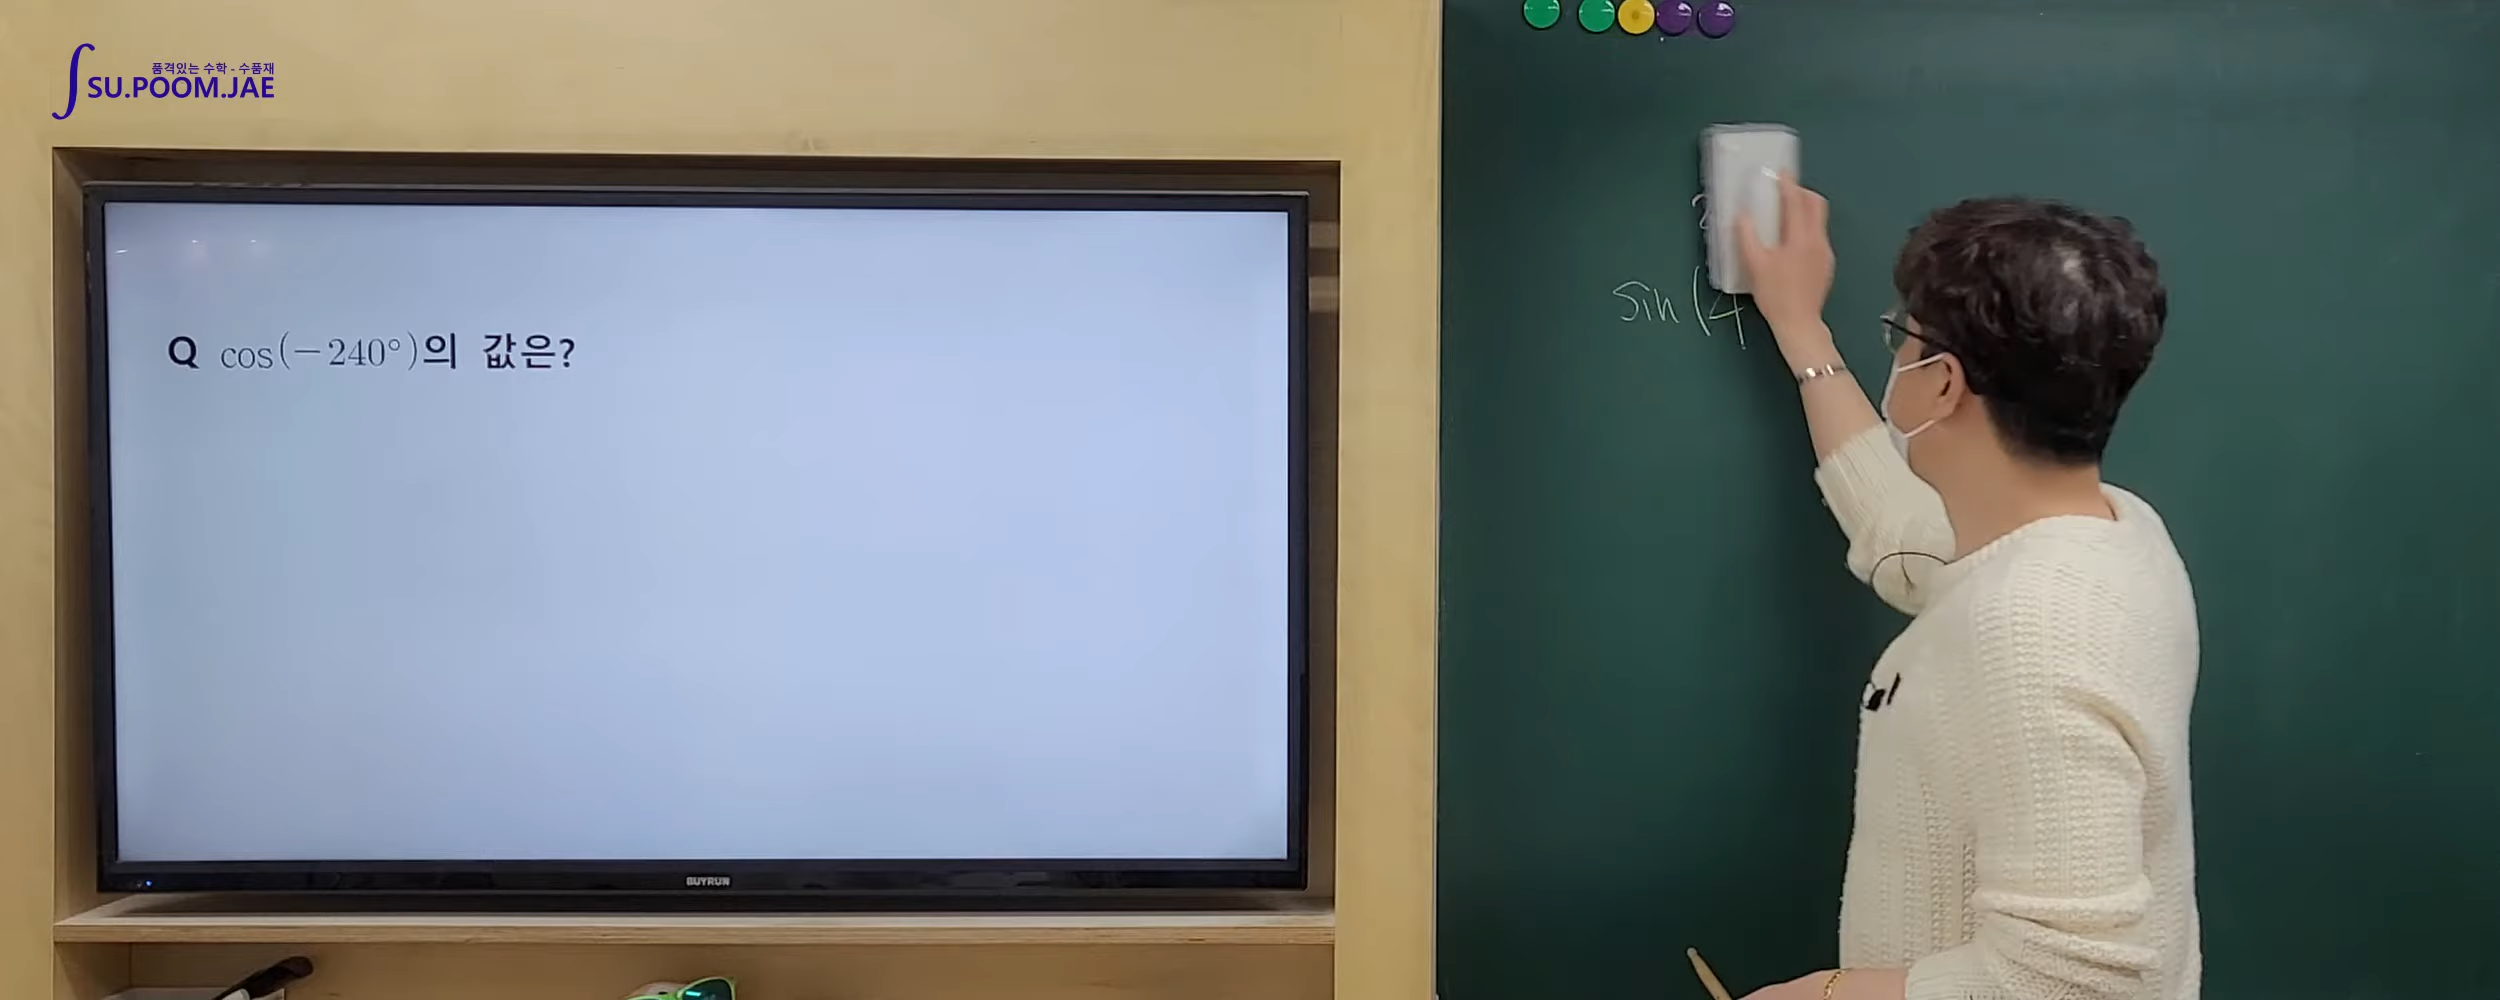 품격있는 수학 - 수품재
SU.POOM.JAE
Q cos(−240°)의 값은?
BUYRUN
sin (4